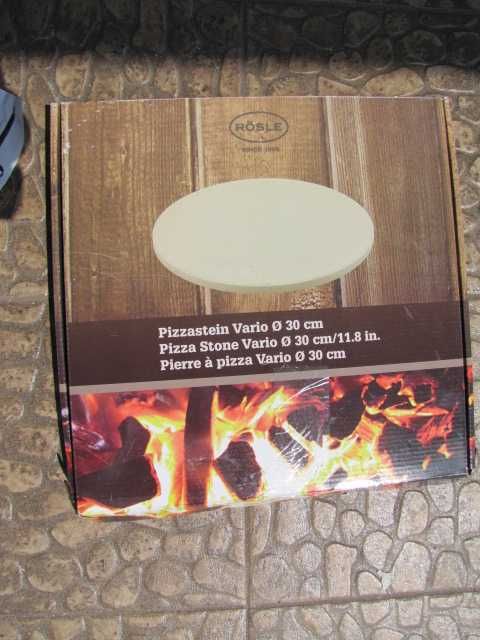 RÖSLE
SINCE 1888
Pizzastein Vario Ø 30 cm
Pizza Stone Vario Ø 30 cm/11.8 in.
Pierre à pizza Vario Ø 30 cm